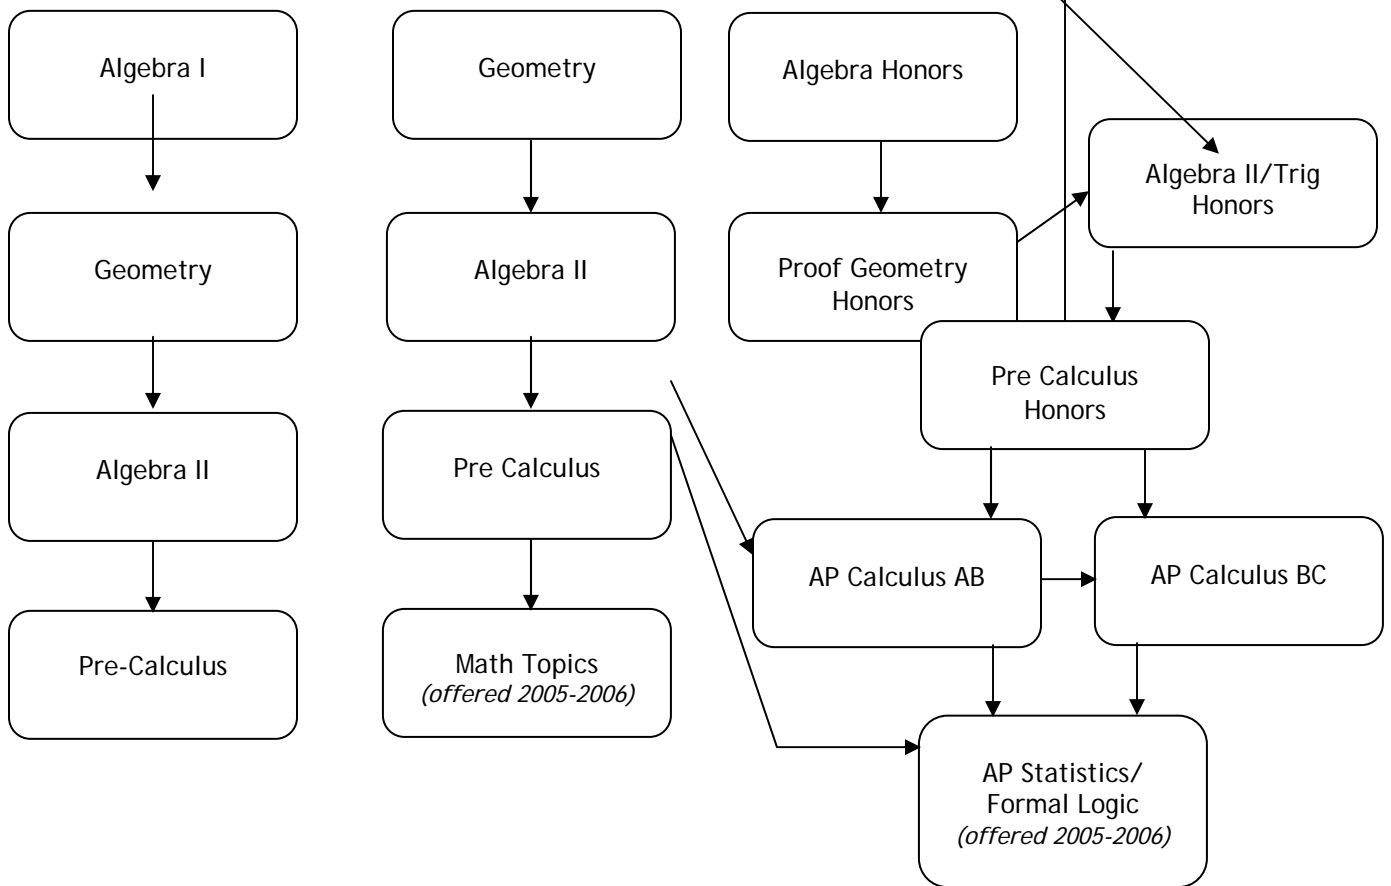 Algebra I
Geometry
Algebra II
Pre-Calculus
Geometry
Algebra II
Pre Calculus
Math Topics
(offered 2005-2006)
Algebra Honors
Proof Geometry
Honors
Algebra II/Trig
Honors
Pre Calculus
Honors
AP Calculus AB
AP Calculus BC
AP Statistics/
Formal Logic
(offered 2005-2006)